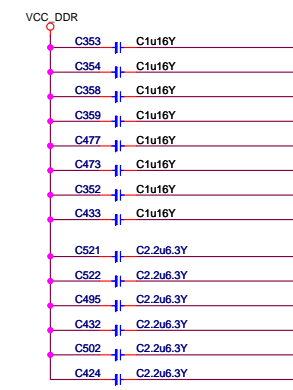 VCC_DDR
C353 C1u16Y
C354 C1u16Y
C358 C1u16Y
C359 C1u16Y
C477 C1u16Y
C473 C1u16Y
C352 C1u16Y
C433 C1u16Y
C521 C2.2u6.3Y
C522 C2.2u6.3Y
C495 C2.2u6.3Y
C432 C2.2u6.3Y
C502 C2.2u6.3Y
C424 C2.2u6.3Y